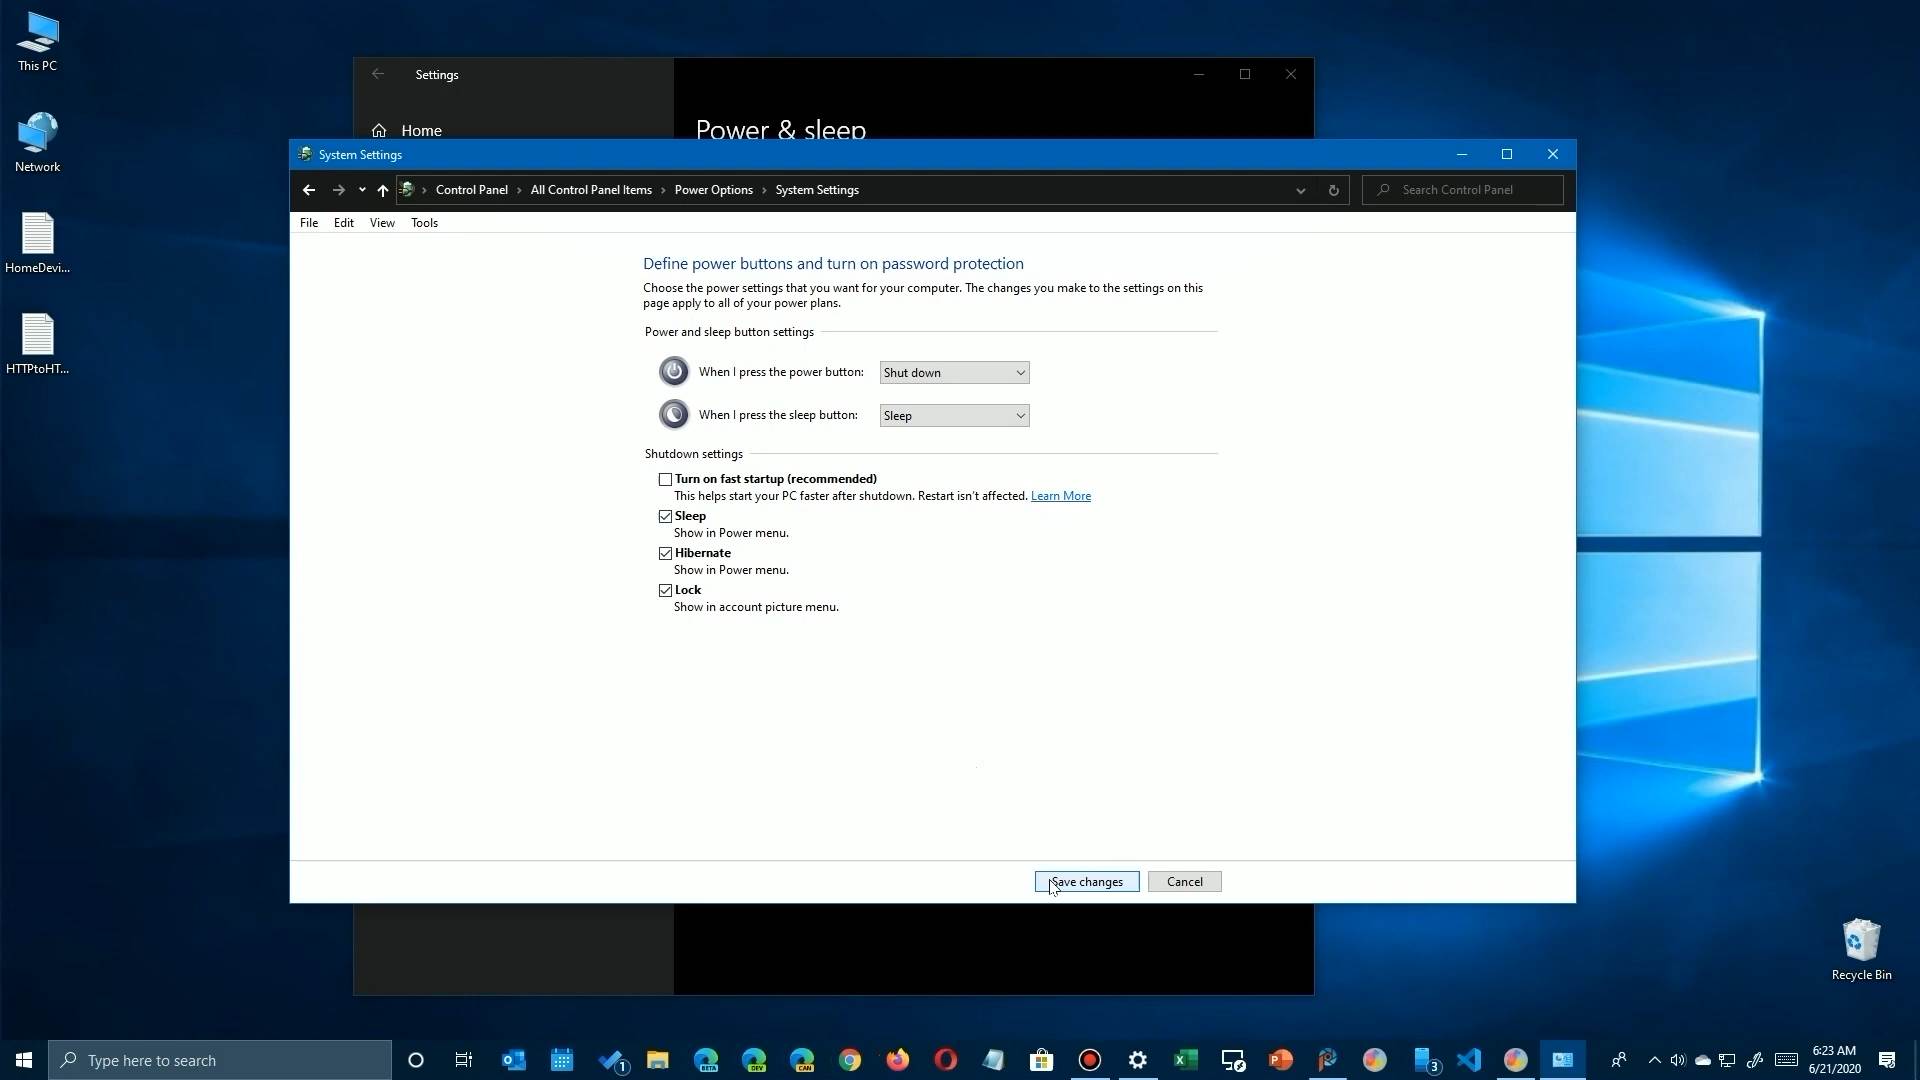 This PC
Network
HomeDevi...
HTTPtoHT...
Settings
Home
Power & sleep
System Settings
Control Panel
All Control Panel Items
Power Options
System Settings
Search Control Panel
File
Edit
View
Tools
Define power buttons and turn on password protection
Choose the power settings that you want for your computer. The changes you make to the settings on this
page apply to all of your power plans.
Power and sleep button settings
When I press the power button:
Shut down
When I press the sleep button:
Sleep
Shutdown settings
Turn on fast startup (recommended)
This helps start your PC faster after shutdown. Restart isn't affected. Learn More
Sleep
Show in Power menu.
Hibernate
Show in Power menu.
Lock
Show in account picture menu.
Save changes
Cancel
Recycle Bin
Type here to search
1
BETA
DEV
CAN
3
6:23 AM
6/21/2020